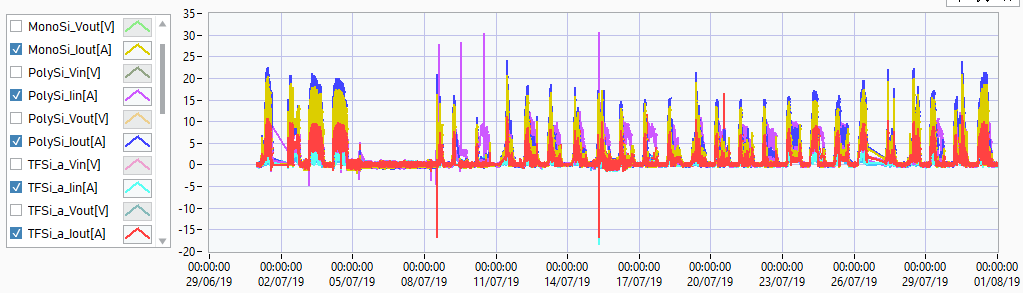 MonoSi_Vout[V]
MonoSi_Iout[A]
PolySi_Vin[V]
PolySi_Iin[A]
PolySi_Vout[V]
PolySi_Iout[A]
TFSi_a_Vin[V]
TFSi_a_Iin[A]
TFSi_a_Vout[V]
TFSi_a_Iout[A]
35
30
25
20
15
10
5
0
-5
-10
-15
-20
00:00:00 00:00:00 00:00:00 00:00:00 00:00:00 00:00:00 00:00:00 00:00:00 00:00:00 00:00:00 00:00:00 00:00:00
29/06/19 02/07/19 05/07/19 08/07/19 11/07/19 14/07/19 17/07/19 20/07/19 23/07/19 26/07/19 29/07/19 01/08/19